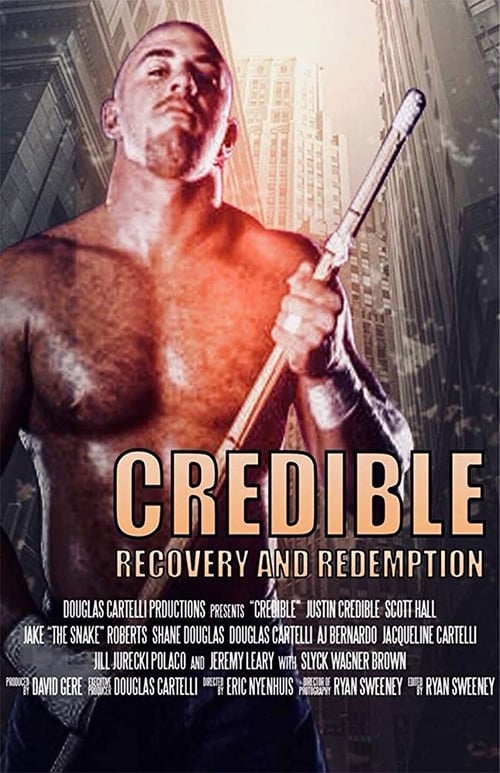 CREDIBLE
RECOVERY AND REDEMPTION
DOUGLAS CARTELLI PRDUCTIONS PRESENTS "CREDIBLE" JUSTIN CREDIBLE SCOTT HALL
JAKE "THE SNAKE" ROBERTS SHANE DOUGLAS DOUGLAS CARTELLI AJ BERNARDO JACQUELINE CARTELLI
JILL JURECKI POLACO AND JEREMY LEARY WITH SLYCK WAGNER BROWN
PRODUCED BY DAVID GERE EXECUTIVE PRODUCER DOUGLAS CARTELLI DIRECTED BY ERIC NYENHUIS DIRECTOR OF PHOTOGRAPHY RYAN SWEENEY EDITED BY RYAN SWEENEY